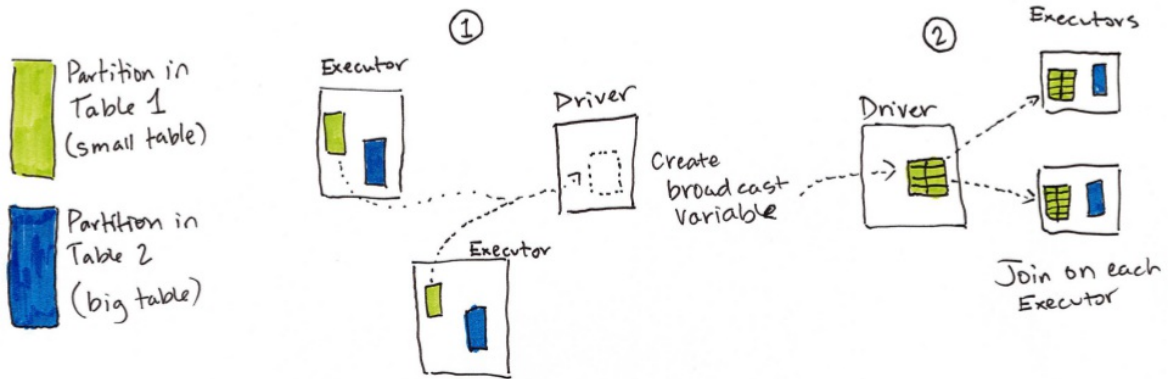 Partition in
Table 1
(small table)
Partition in
Table 2
(big table)
1
Executor
Driver
Executor
Create
broadcast
variable
2
Driver
Executors
Join on each
Executor